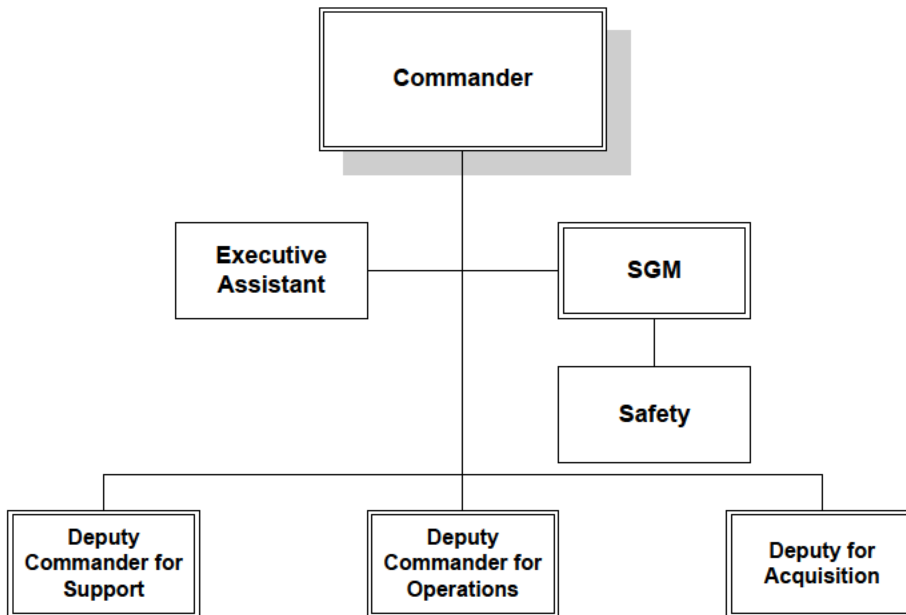 Commander
Executive
Assistant
SGM
Safety
Deputy
Commander for
Support
Deputy
Commander for
Operations
Deputy for
Acquisition